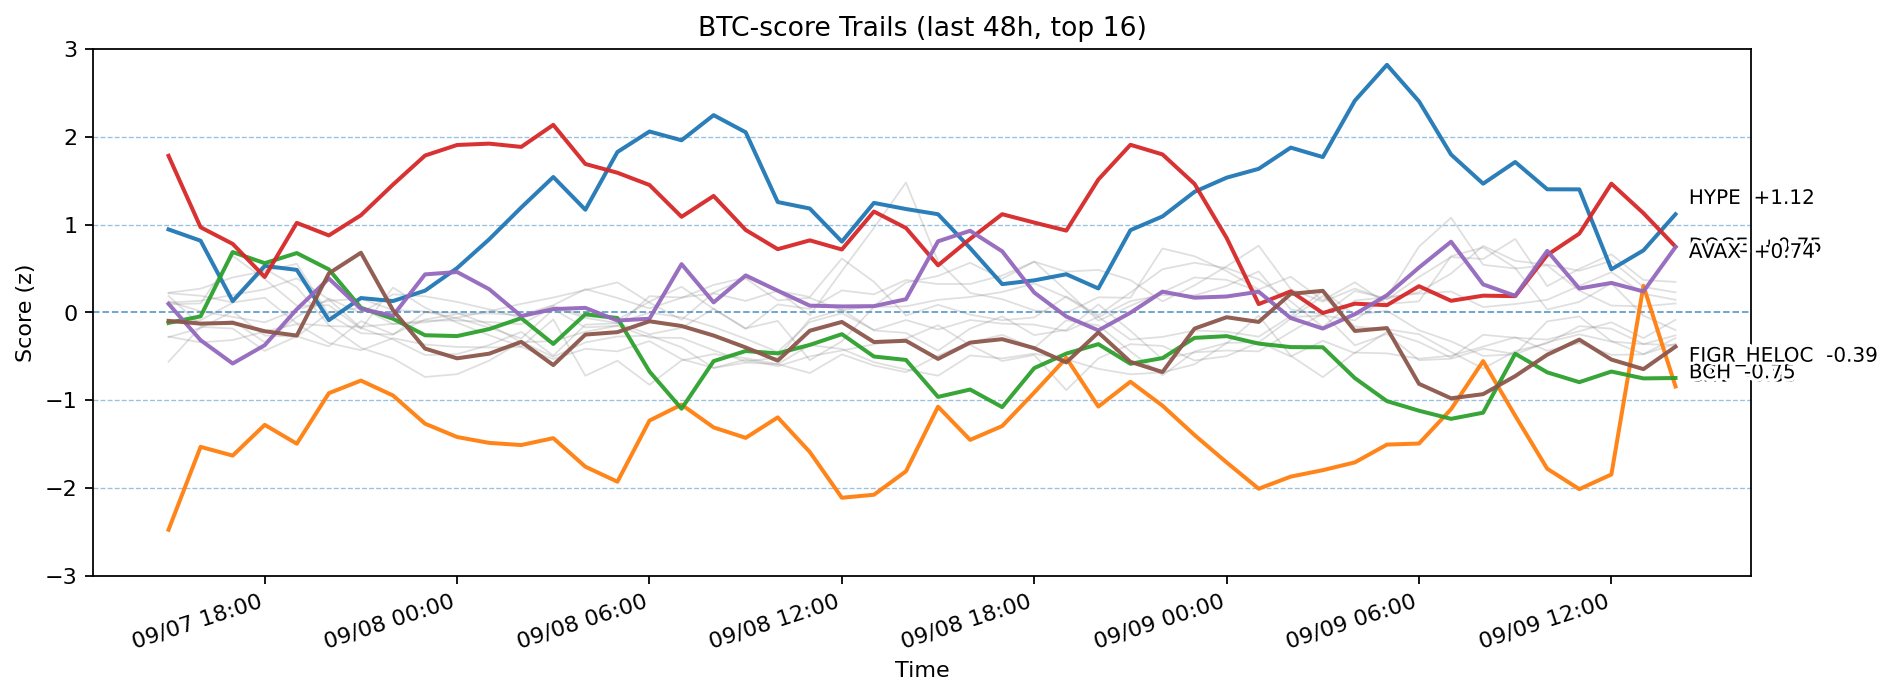 BTC-score Trails (last 48h, top 16)
3
2
1
0
−1
−2
−3
Score (z)
HYPE +1.12
+0.75
AVAX +0.74
FIGR_HELOC -0.39
BCH -0.75
09/07 18:00
09/08 00:00
09/08 06:00
09/08 12:00
09/08 18:00
09/09 00:00
09/09 06:00
09/09 12:00
Time